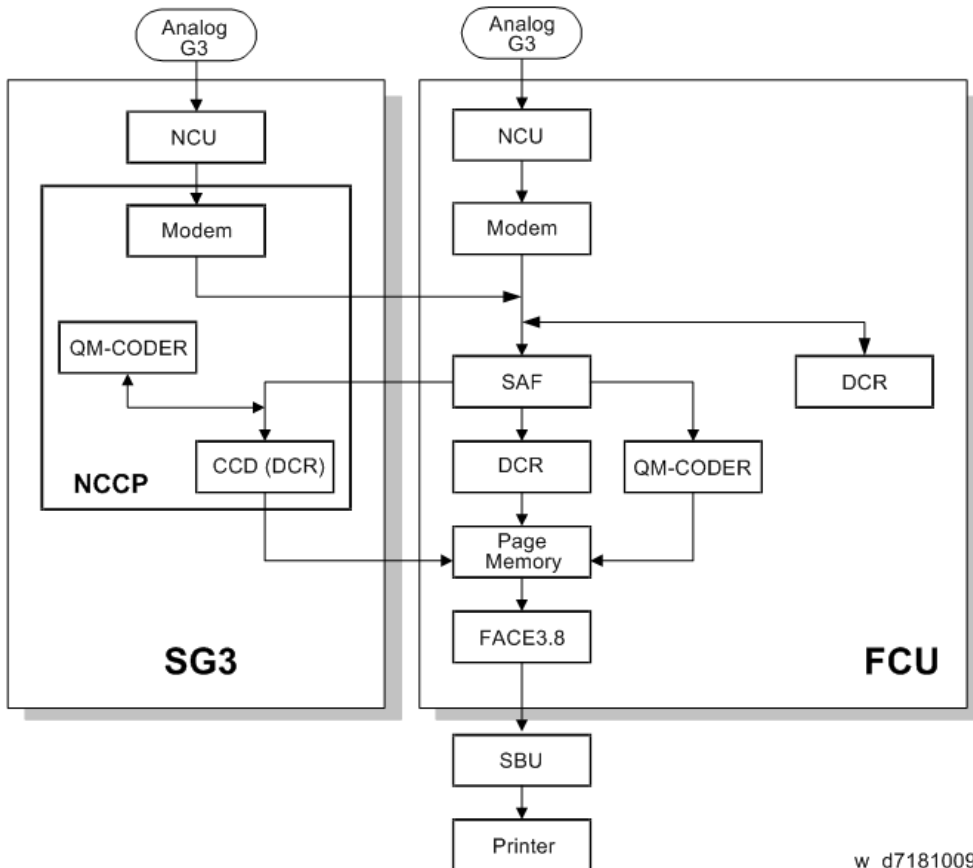 Analog
G3
Analog
G3
NCU
NCU
Modem
Modem
QM-CODER
SAF
DCR
CCD (DCR)
DCR
QM-CODER
NCCP
Page
Memory
FACE3.8
SG3
FCU
SBU
Printer
w_d7181009